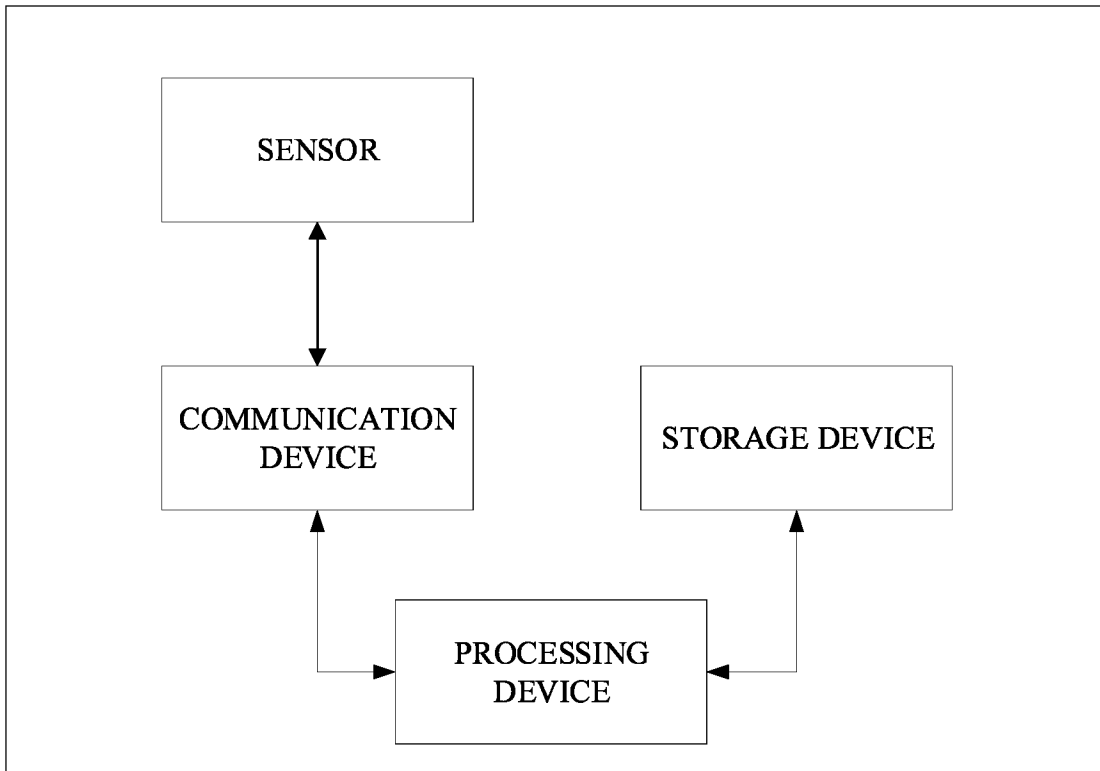 SENSOR
COMMUNICATION
DEVICE
STORAGE DEVICE
PROCESSING
DEVICE